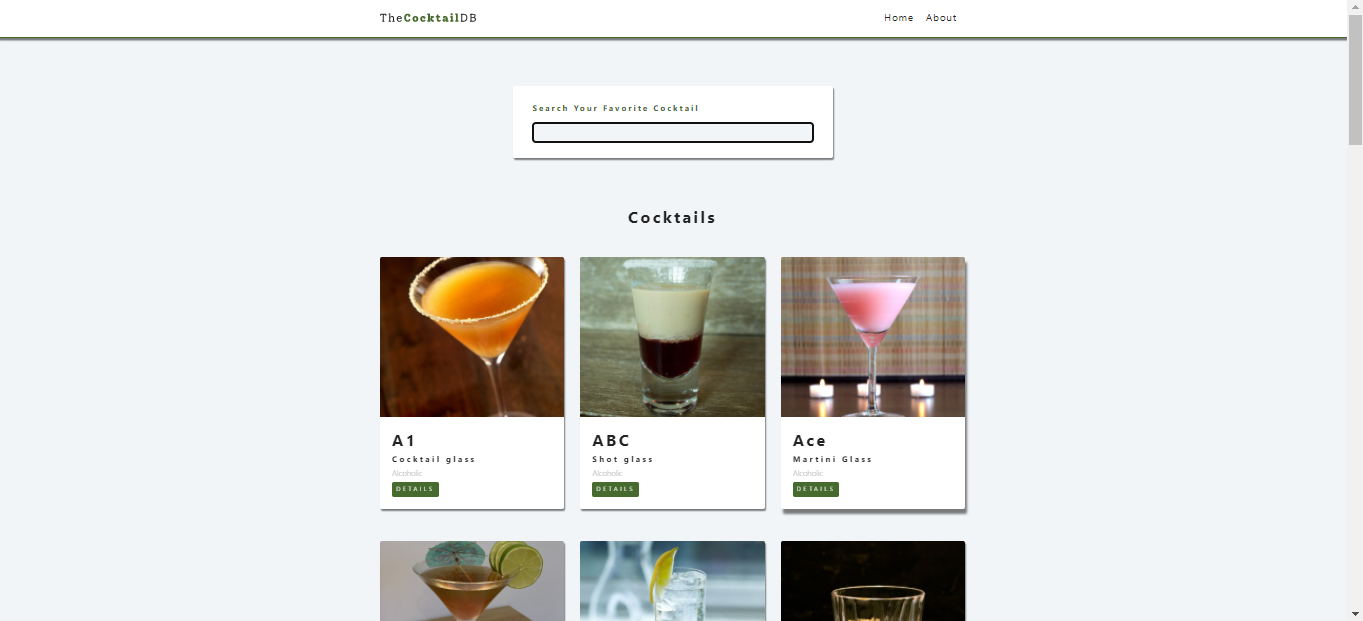 TheCocktailDB
Home About
Search Your Favorite Cocktail
Cocktails
A1
Cocktail glass
Alcoholic
DETAILS
ABC
Shot glass
Alcoholic
DETAILS
Ace
Martini Glass
Alcoholic
DETAILS